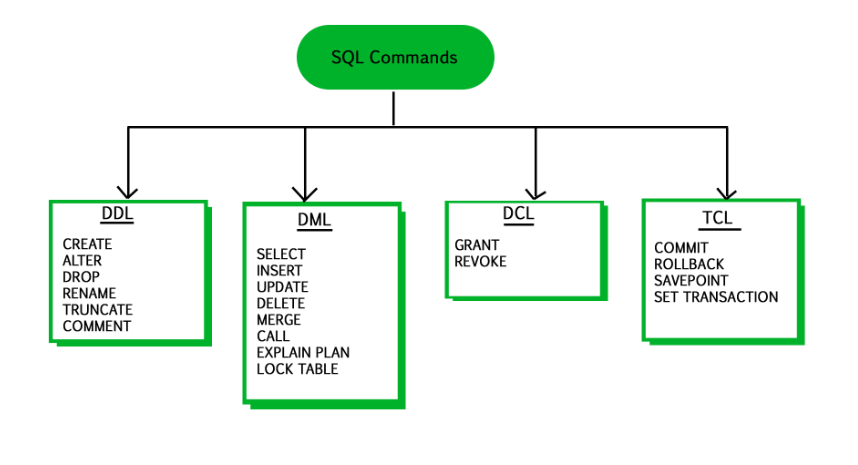 SQL Commands
DDL
CREATE
ALTER
DROP
RENAME
TRUNCATE
COMMENT
DML
SELECT
INSERT
UPDATE
DELETE
MERGE
CALL
EXPLAIN PLAN
LOCK TABLE
DCL
GRANT
REVOKE
TCL
COMMIT
ROLLBACK
SAVEPOINT
SET TRANSACTION